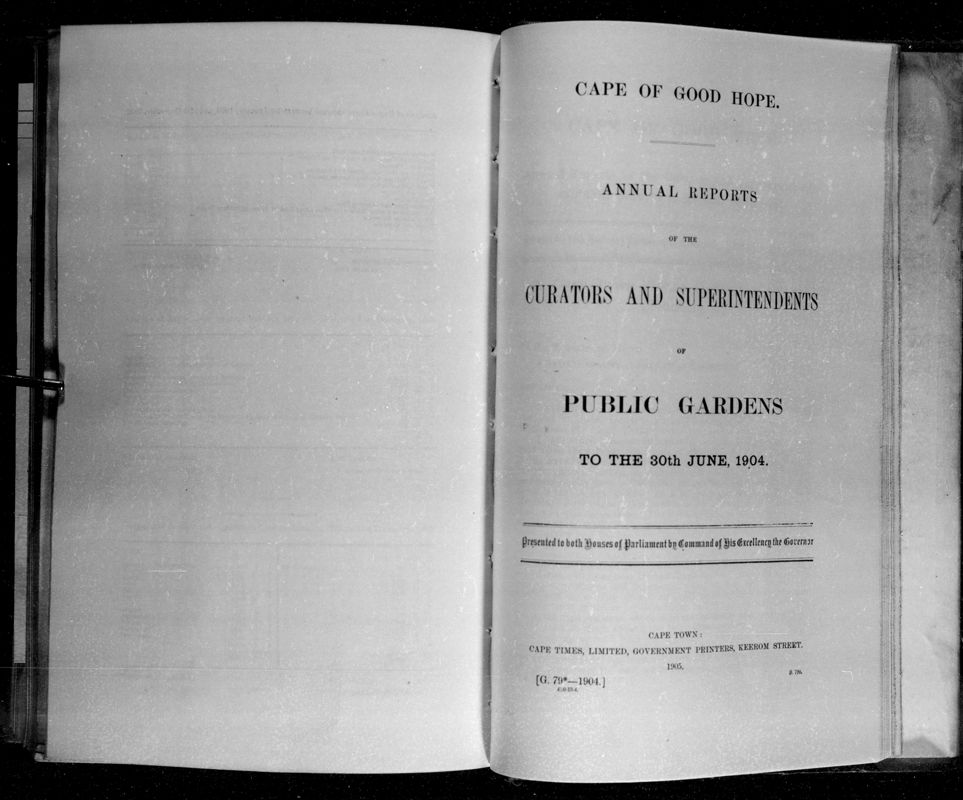 CAPE OF GOOD HOPE.
ANNUAL REPORTS
OF THE
CURATORS AND SUPERINTENDENTS
OF
PUBLIC GARDENS
TO THE 30th JUNE, 1904.
Presented to both Houses of Parliament by Command of His Excellency the Governor
CAPE TOWN:
CAPE TIMES, LIMITED, GOVERNMENT PRINTERS, KEEROM STREET.
1905.
[G. 79*—1904.]